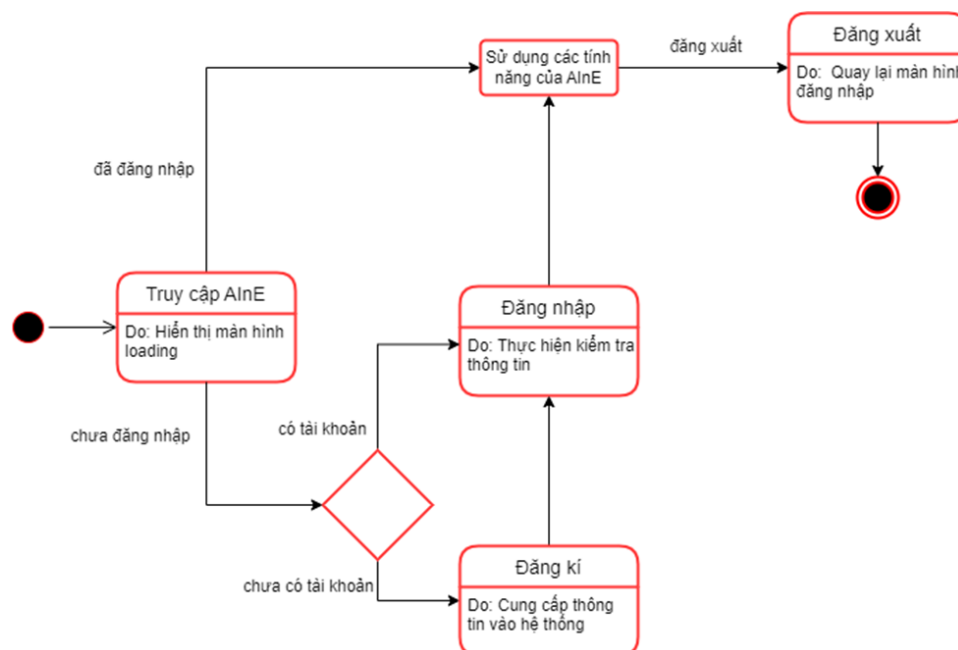 Đăng xuất
Do:  Quay lại màn hình
đăng nhập
đăng xuất
Sử dụng các tính
năng của AInE
đã đăng nhập
Truy cập AInE
Do: Hiển thị màn hình
loading
Đăng nhập
Do: Thực hiện kiểm tra
thông tin
chưa đăng nhập
có tài khoản
chưa có tài khoản
Đăng kí
Do: Cung cấp thông
tin vào hệ thống